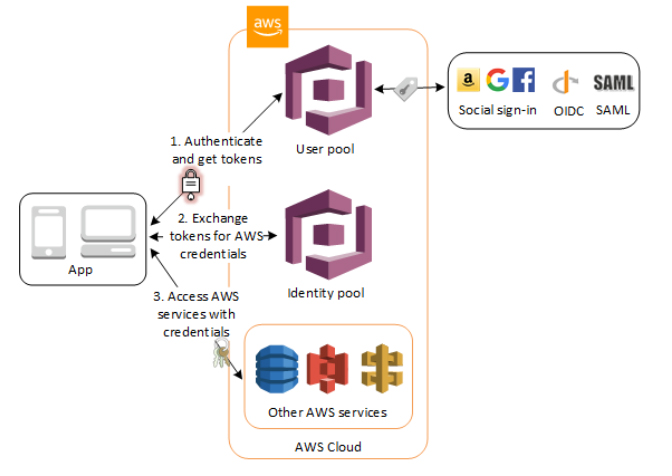 aws
a
G
f
SAML
Social sign-in
OIDC
SAML
1. Authenticate
and get tokens
User pool
2. Exchange
tokens for AWS
credentials
App
Identity pool
3. Access AWS
services with
credentials
Other AWS services
AWS Cloud